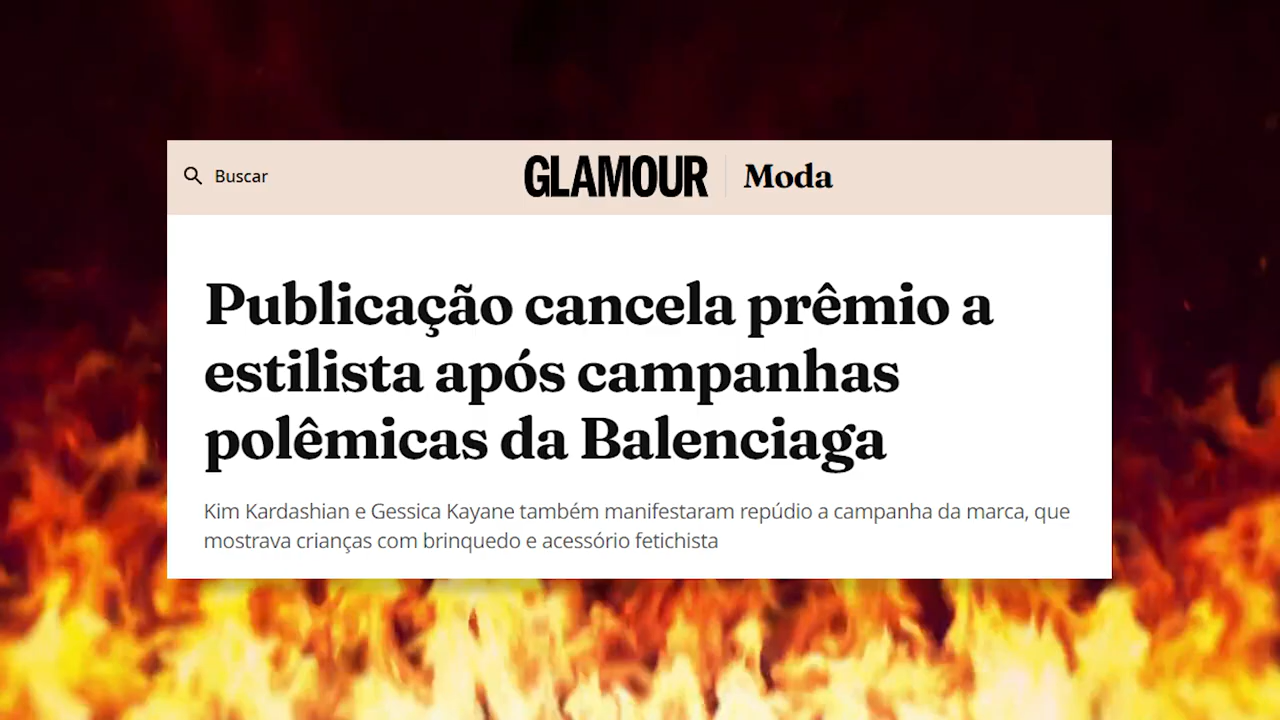 Buscar
GLAMOUR Moda
Publicação cancela prêmio a
estilista após campanhas
polêmicas da Balenciaga
Kim Kardashian e Gessica Kayane também manifestaram repúdio a campanha da marca, que
mostrava crianças com brinquedo e acessório fetichista